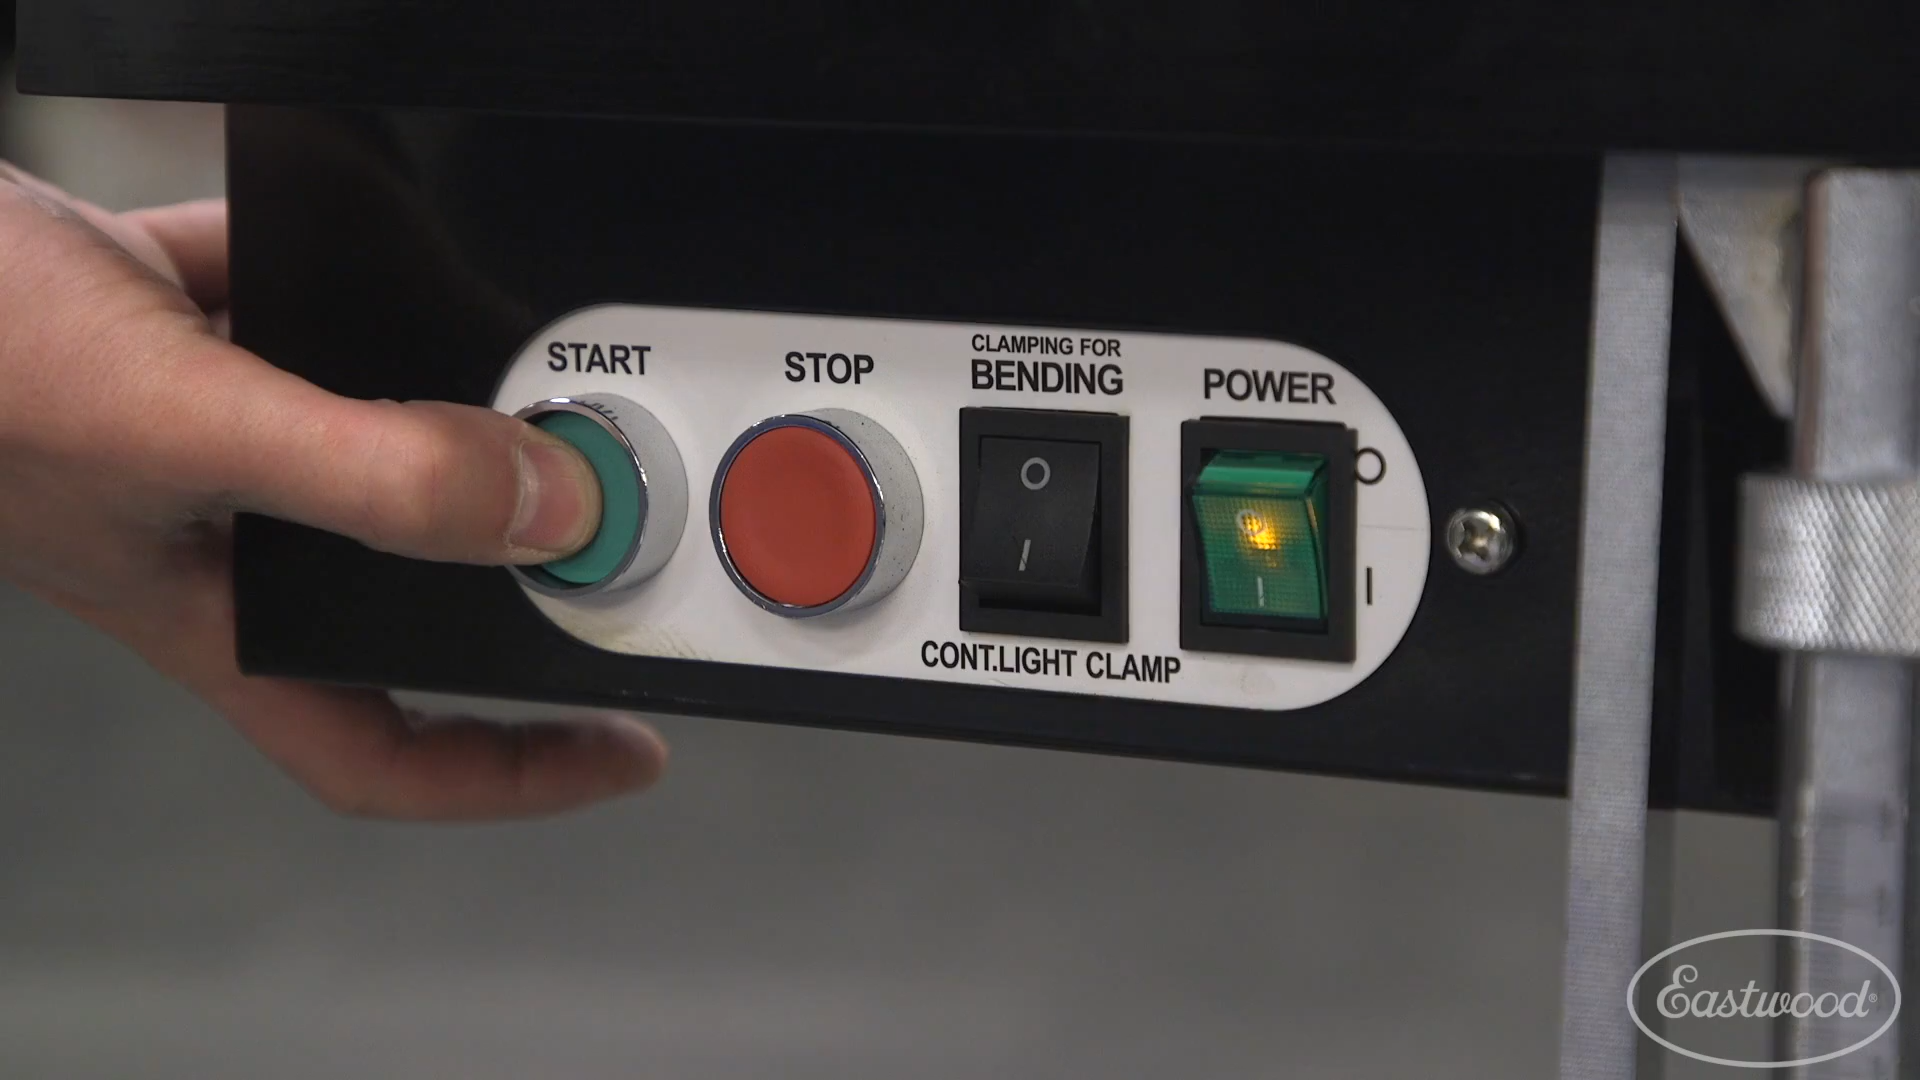 START
STOP
CLAMPING FOR
BENDING
POWER
O
I
O
I
O
I
CONT.LIGHT CLAMP
Eastwood®